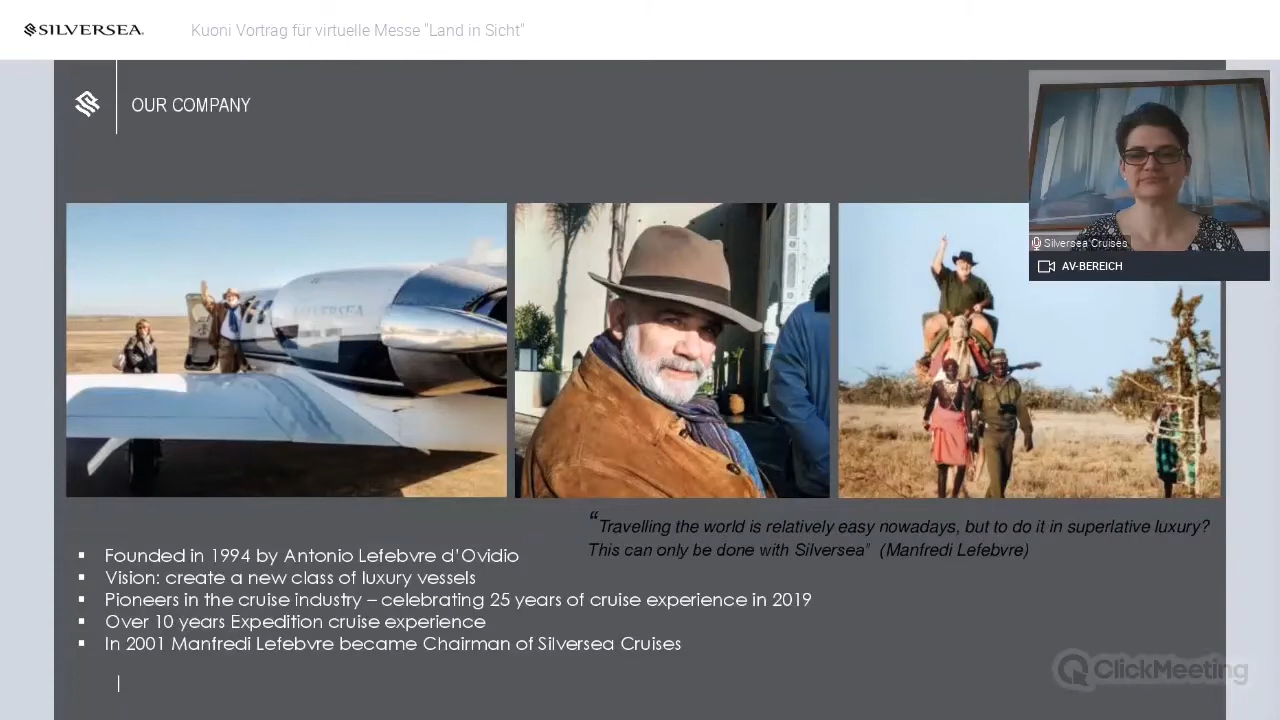 SILVERSEA
Kuoni Vortrag für virtuelle Messe "Land in Sicht"
OUR COMPANY
Silversea Cruises
AV-BEREICH
SILVERSEA
“Travelling the world is relatively easy nowadays, but to do it in superlative luxury?
This can only be done with Silversea” (Manfredi Lefebvre)
▪ Founded in 1994 by Antonio Lefebvre d’Ovidio
▪ Vision: create a new class of luxury vessels
▪ Pioneers in the cruise industry – celebrating 25 years of cruise experience in 2019
▪ Over 10 years Expedition cruise experience
▪ In 2001 Manfredi Lefebvre became Chairman of Silversea Cruises
ClickMeeting